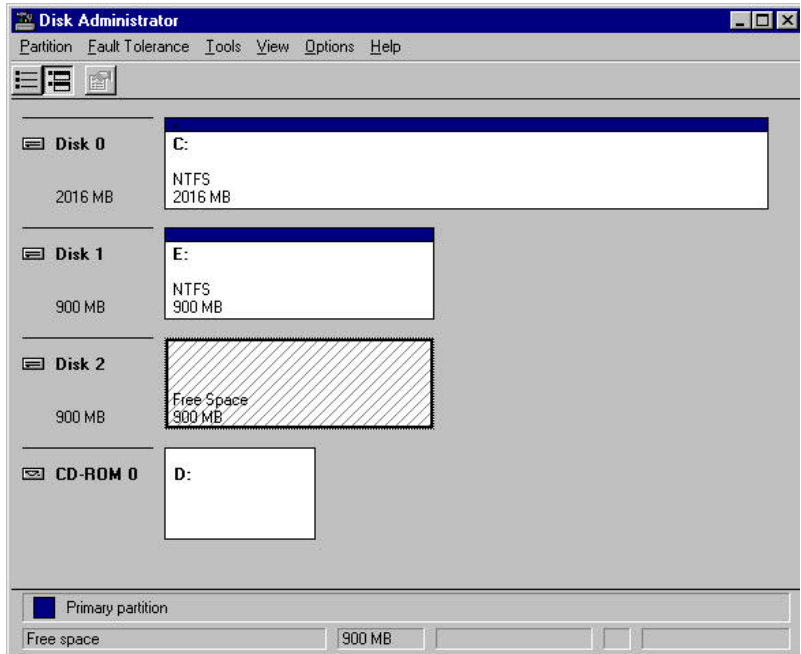 Disk Administrator
Partition Fault Tolerance Tools View Options Help
Disk 0
2016 MB
C:
NTFS
2016 MB
Disk 1
900 MB
E:
NTFS
900 MB
Disk 2
900 MB
Free Space
900 MB
CD-ROM 0
D:
Primary partition
Free space 900 MB